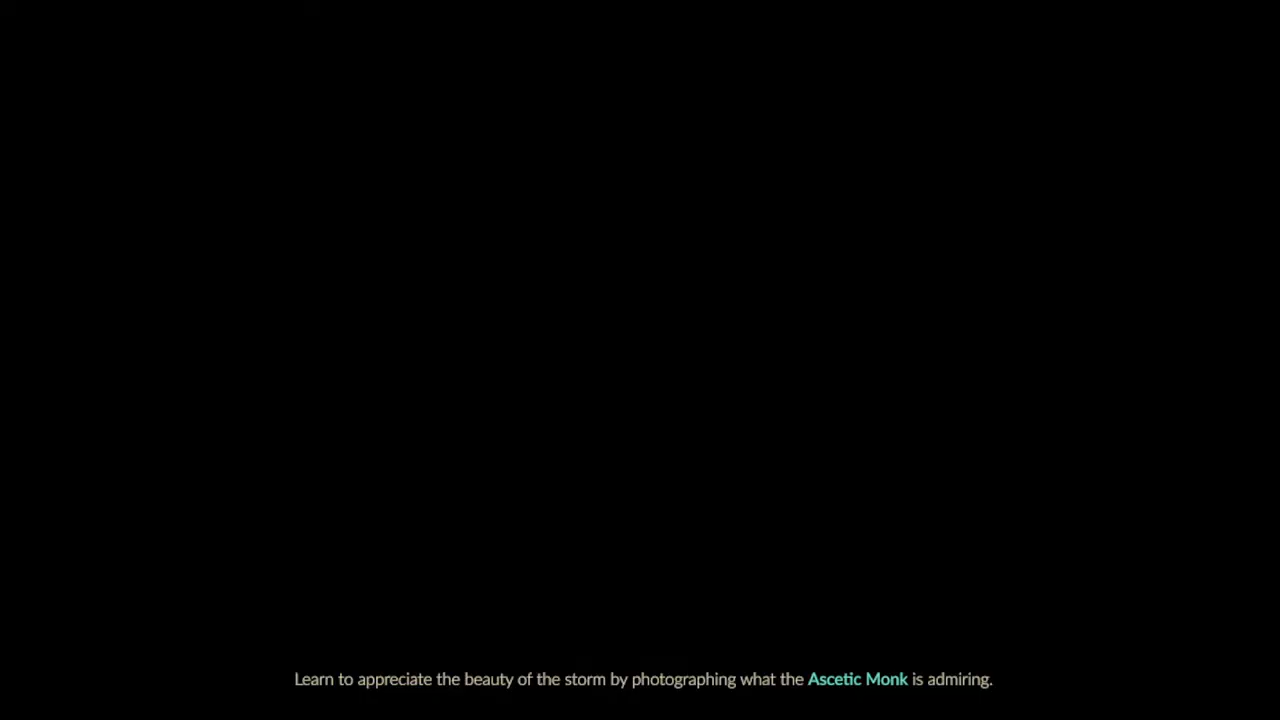 Learn to appreciate the beauty of the storm by photographing what the Ascetic Monk is admiring.